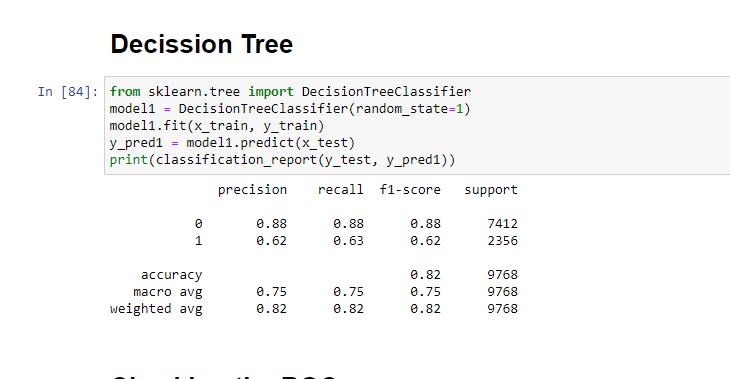 Decission Tree
In [84]: from sklearn.tree import DecisionTreeClassifier
model1 = DecisionTreeClassifier(random_state=1)
model1.fit(x_train, y_train)
y_pred1 = model1.predict(x_test)
print(classification_report(y_test, y_pred1))
precision recall f1-score support
0 0.88 0.88 0.88 7412
1 0.62 0.63 0.62 2356
accuracy 0.82 9768
macro avg 0.75 0.75 0.75 9768
weighted avg 0.82 0.82 0.82 9768